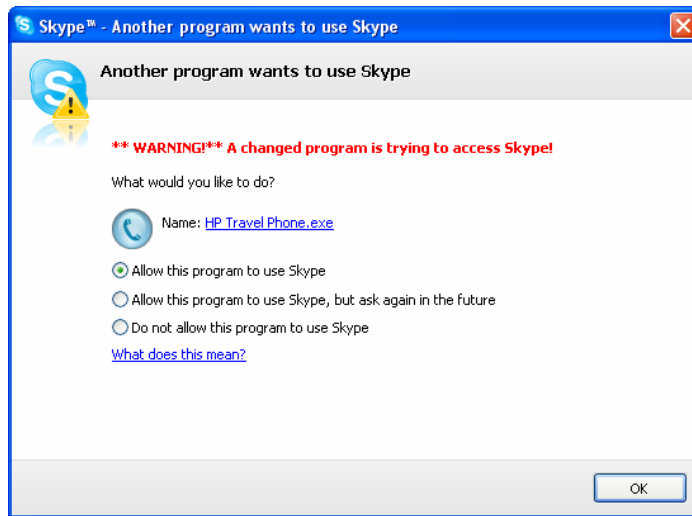 Skype™ - Another program wants to use Skype
Another program wants to use Skype
** WARNING!** A changed program is trying to access Skype!
What would you like to do?
Name: HP Travel Phone.exe
Allow this program to use Skype
Allow this program to use Skype, but ask again in the future
Do not allow this program to use Skype
What does this mean?
OK